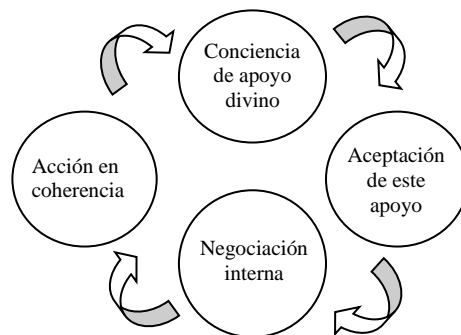 Conciencia
de apoyo
divino
Aceptación
de este
apoyo
Negociación
interna
Acción en
coherencia